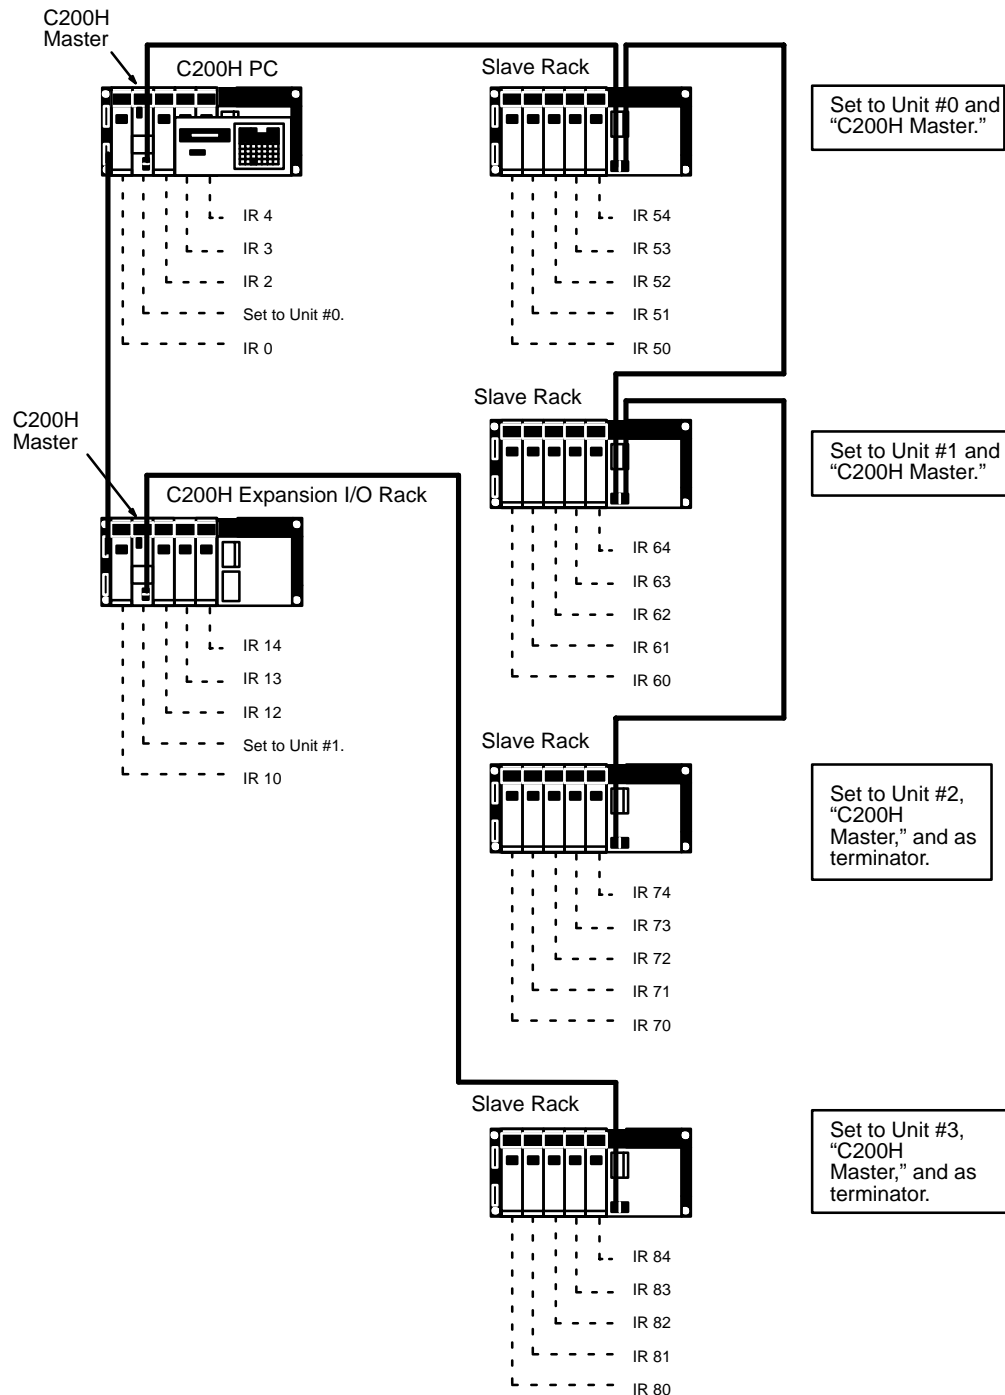 C200H
Master
C200H PC
IR 4
IR 3
IR 2
Set to Unit #0.
IR 0
Slave Rack
IR 54
IR 53
IR 52
IR 51
IR 50
Set to Unit #0 and
“C200H Master.”
C200H
Master
C200H Expansion I/O Rack
IR 14
IR 13
IR 12
Set to Unit #1.
IR 10
Slave Rack
IR 64
IR 63
IR 62
IR 61
IR 60
Set to Unit #1 and
“C200H Master.”
Slave Rack
IR 74
IR 73
IR 72
IR 71
IR 70
Set to Unit #2,
“C200H
Master,” and as
terminator.
Slave Rack
IR 84
IR 83
IR 82
IR 81
IR 80
Set to Unit #3,
“C200H
Master,” and as
terminator.